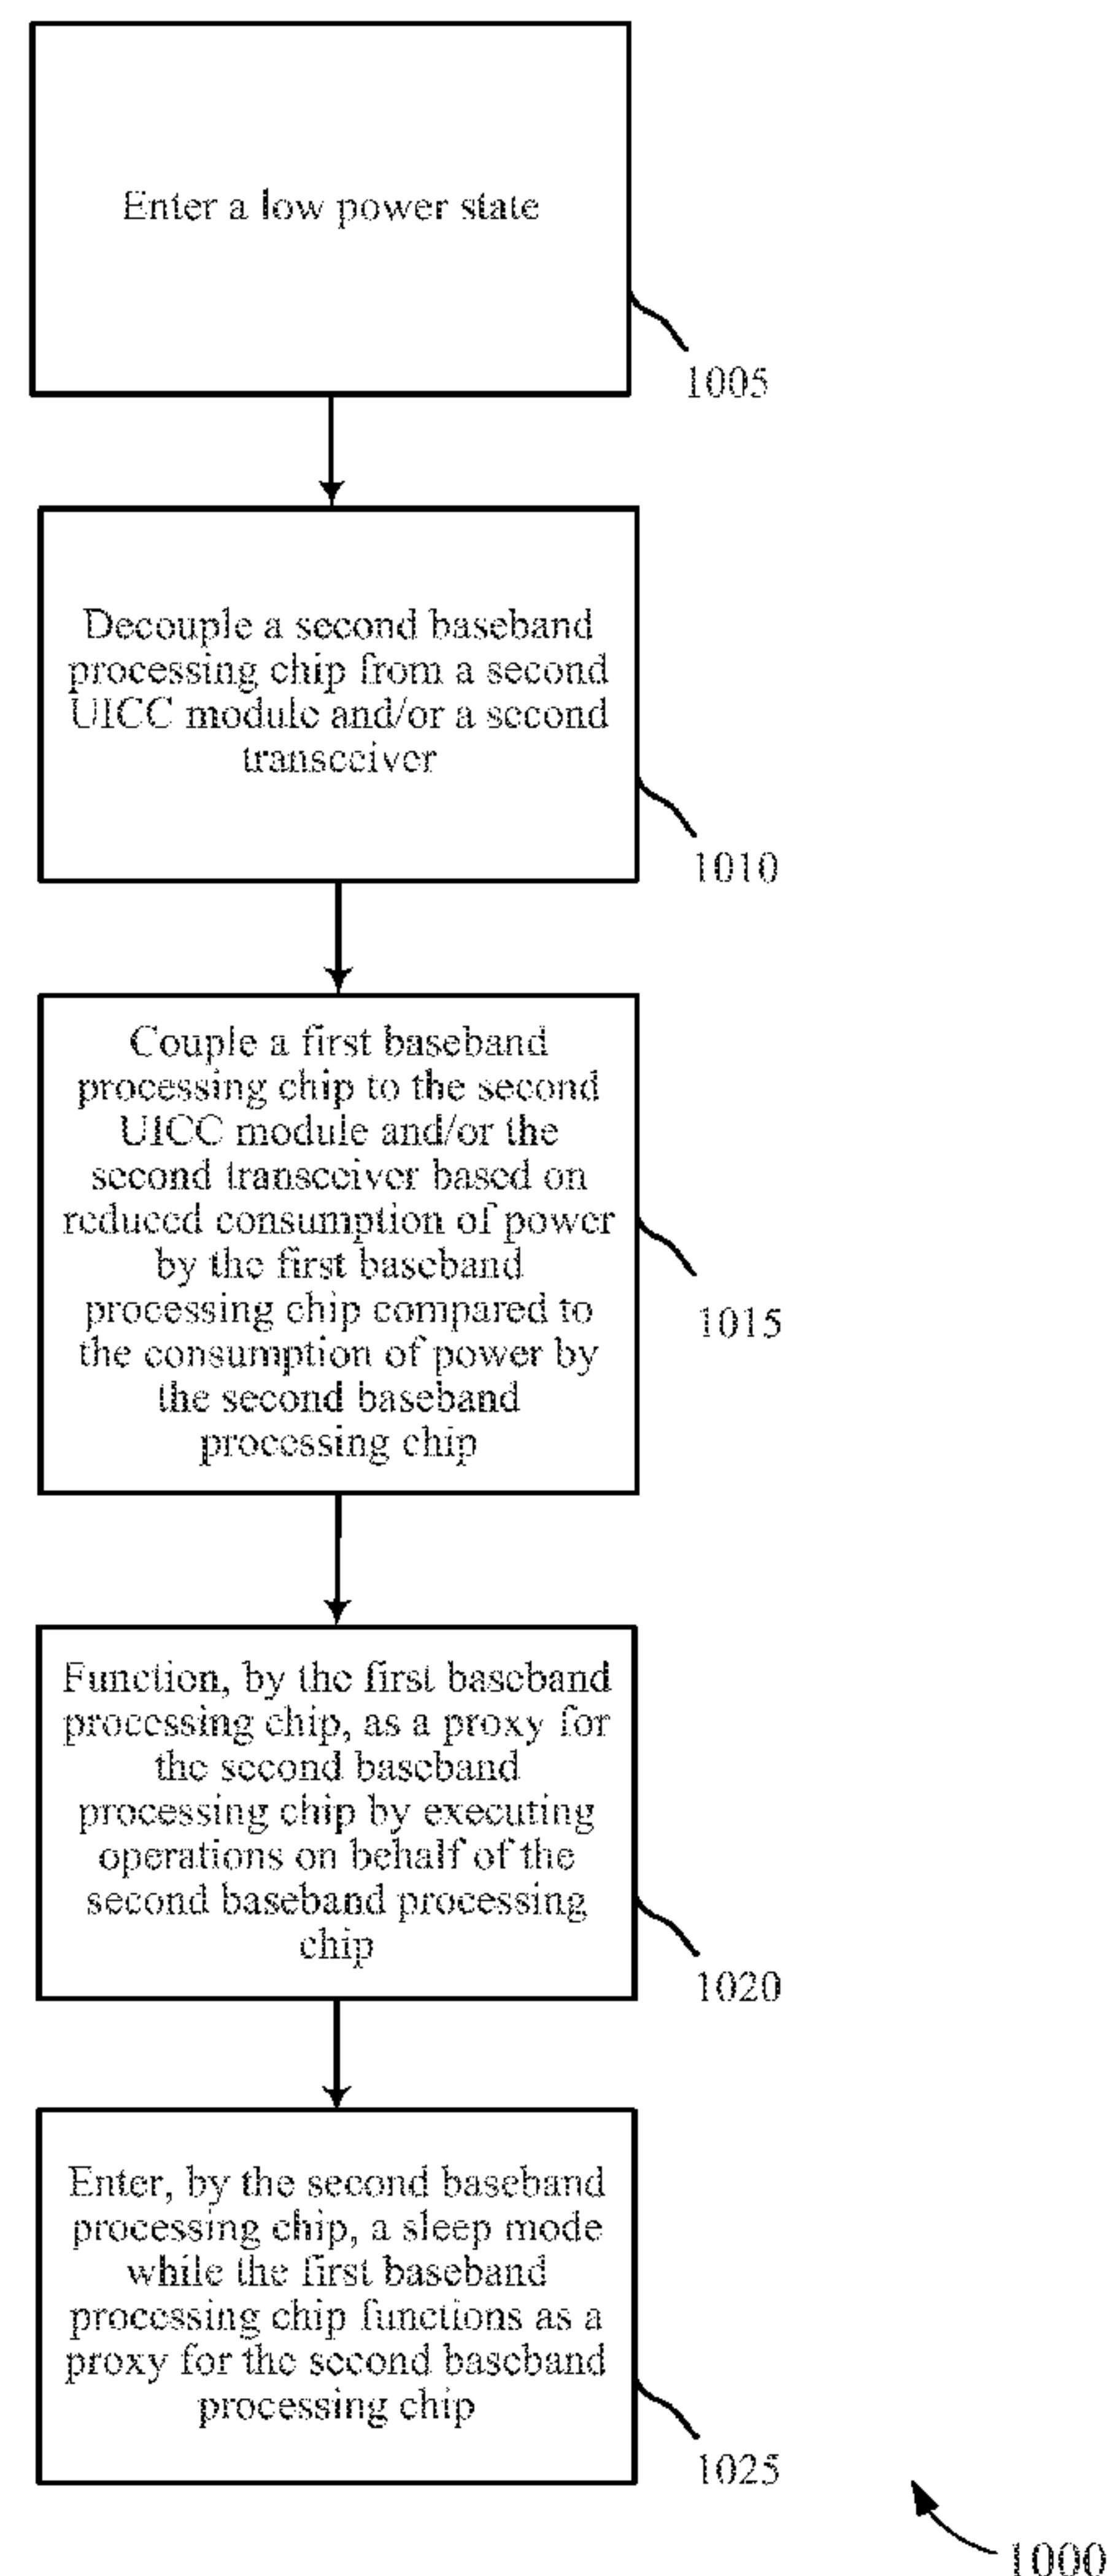 Enter a low power state
1005
Decouple a second baseband
processing chip from a second
UICC module and/or a second
transceiver
1010
Couple a first baseband
processing chip to the second
UICC module and/or the
second transceiver based on
reduced consumption of power
by the first baseband
processing chip compared to
the consumption of power by
the second baseband
processing chip
1015
Function, by the first baseband
processing chip, as a proxy for
the second baseband
processing chip by executing
operations on behalf of the
second baseband processing
chip
1020
Enter, by the second baseband
processing chip, a sleep mode
while the first baseband
processing chip functions as a
proxy for the second baseband
processing chip
1025
1000